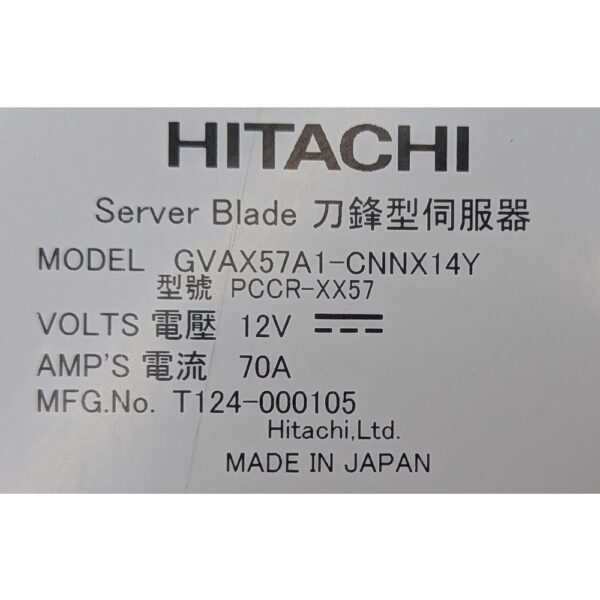 HITACHI
Server Blade 刀鋒型伺服器
MODEL GVAX57A1-CNNX14Y
型號 PCCR-XX57
VOLTS 電壓 12V
AMP'S 電流 70A
MFG.No. T124-000105
Hitachi,Ltd.
MADE IN JAPAN